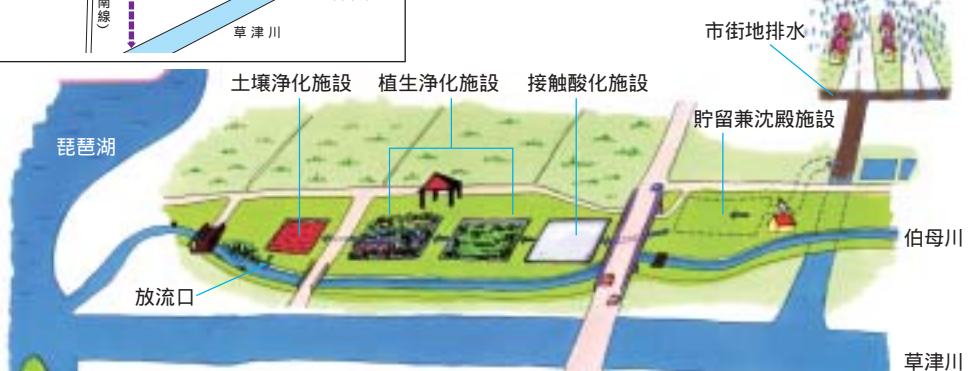 南線）
草津川
市街地排水
土壌浄化施設
植生浄化施設
接触酸化施設
貯留兼沈殿施設
琵琶湖
伯母川
放流口
草津川